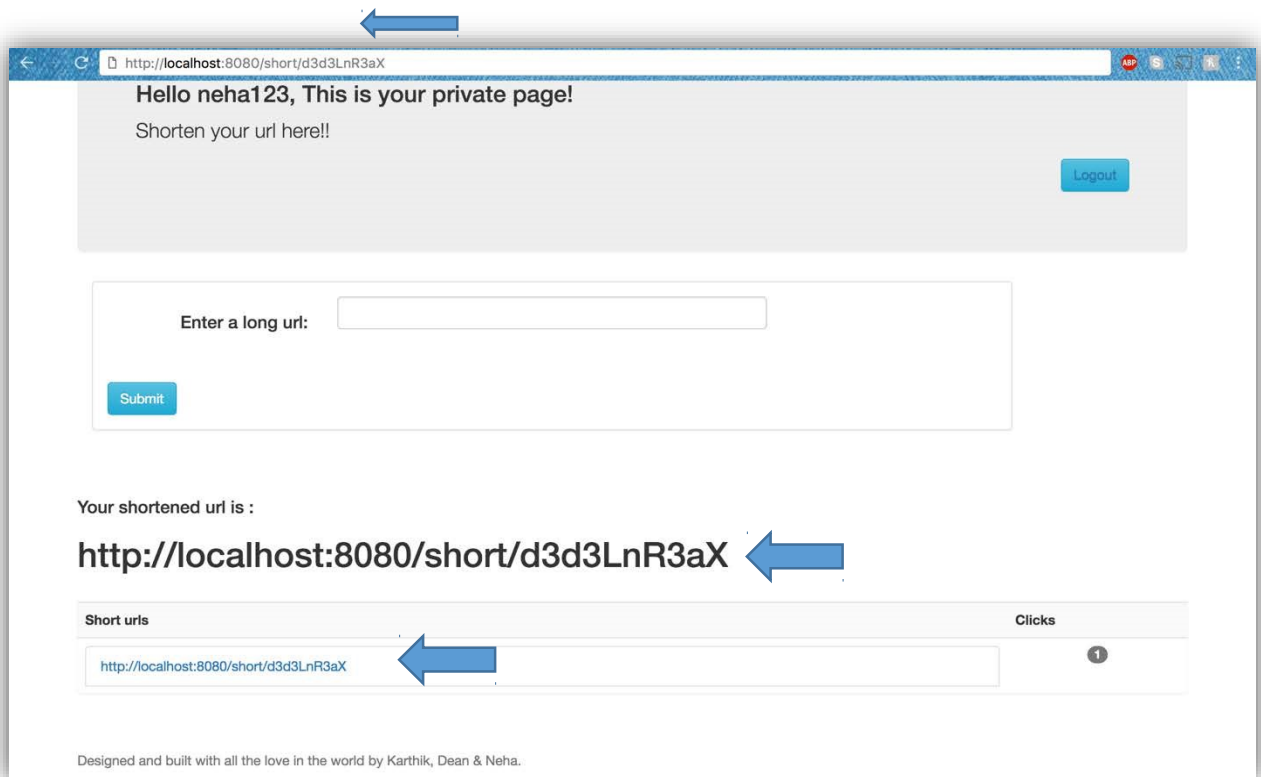 http://localhost:8080/short/d3d3LnR3aX
ABP S
Hello neha123, This is your private page!
Shorten your url here!!
Logout
Enter a long url:
Submit
Your shortened url is :
http://localhost:8080/short/d3d3LnR3aX
Short urls Clicks
http://localhost:8080/short/d3d3LnR3aX 1
Designed and built with all the love in the world by Karthik, Dean & Neha.